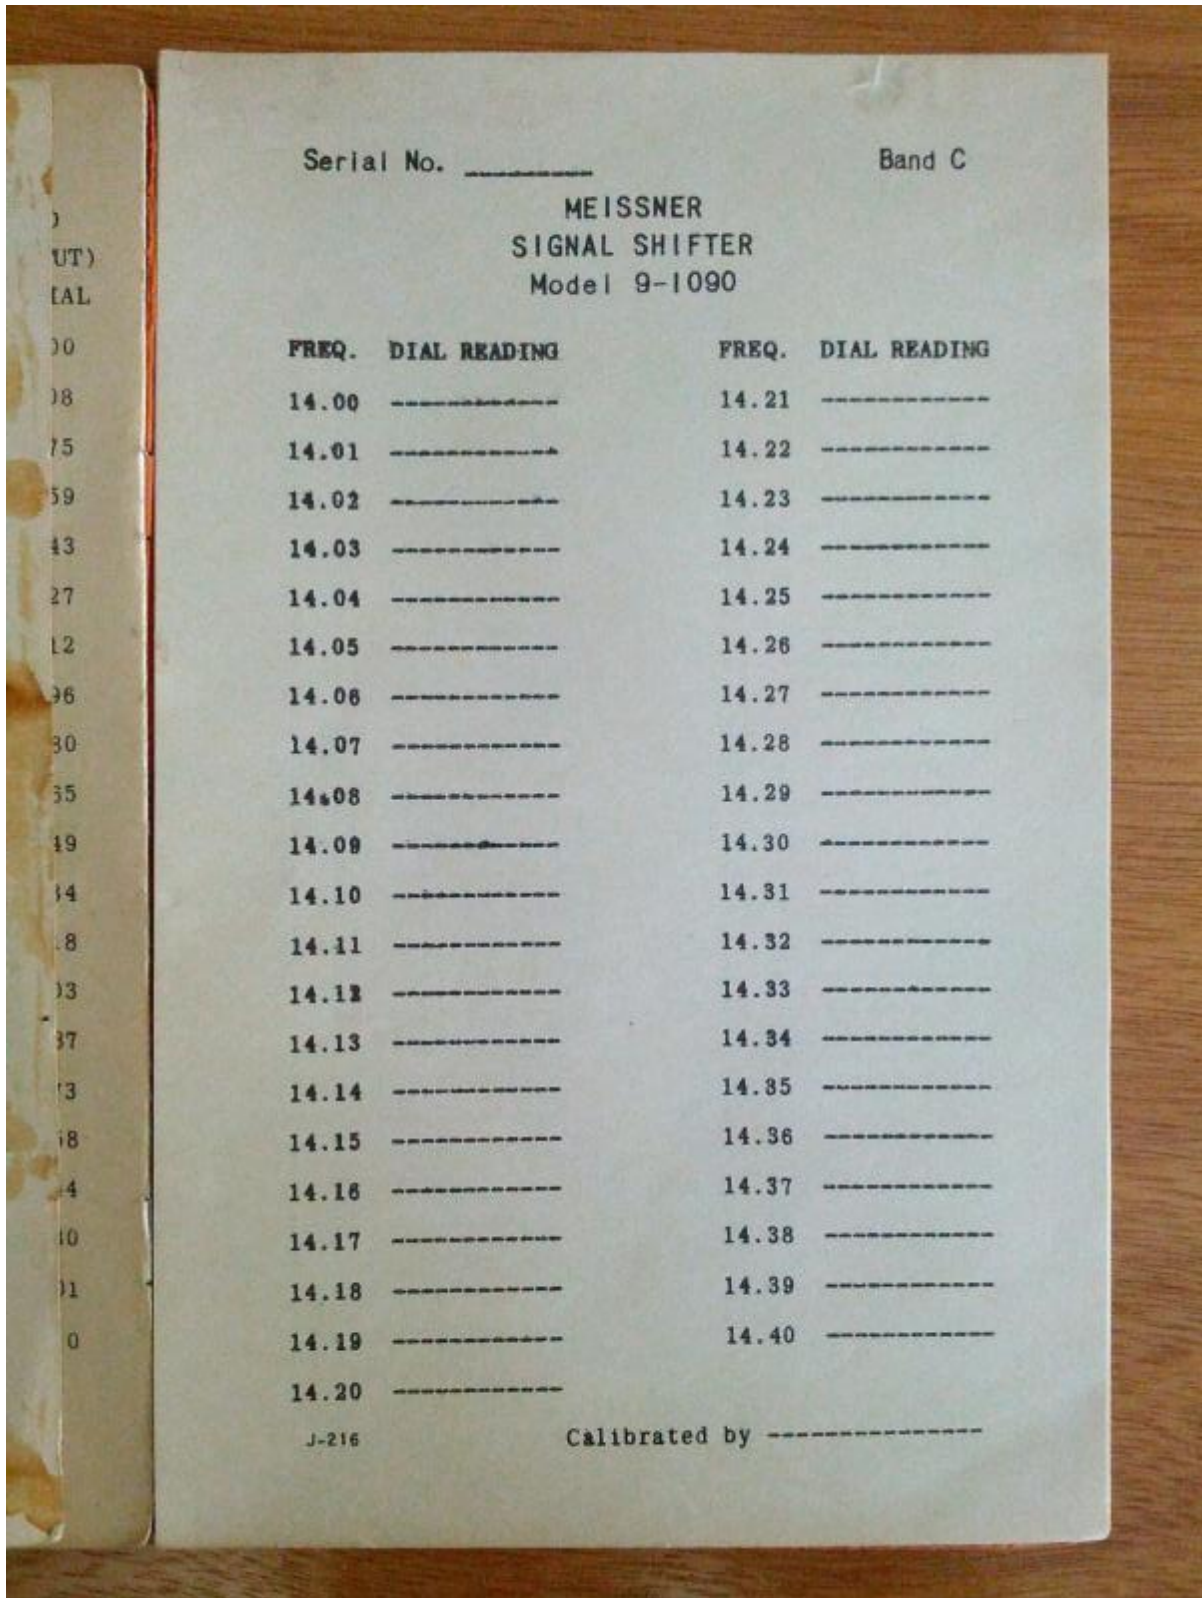 Serial No. __________ Band C
MEISSNER
SIGNAL SHIFTER
Model 9-1090
FREQ. DIAL READING FREQ. DIAL READING
14.00 ------------ 14.21 ------------
14.01 ------------ 14.22 ------------
14.02 ------------ 14.23 ------------
14.03 ------------ 14.24 ------------
14.04 ------------ 14.25 ------------
14.05 ------------ 14.26 ------------
14.06 ------------ 14.27 ------------
14.07 ------------ 14.28 ------------
14.08 ------------ 14.29 ------------
14.09 ------------ 14.30 ------------
14.10 ------------ 14.31 ------------
14.11 ------------ 14.32 ------------
14.12 ------------ 14.33 ------------
14.13 ------------ 14.34 ------------
14.14 ------------ 14.35 ------------
14.15 ------------ 14.36 ------------
14.16 ------------ 14.37 ------------
14.17 ------------ 14.38 ------------
14.18 ------------ 14.39 ------------
14.19 ------------ 14.40 ------------
14.20 ------------
J-216 Calibrated by ---------------